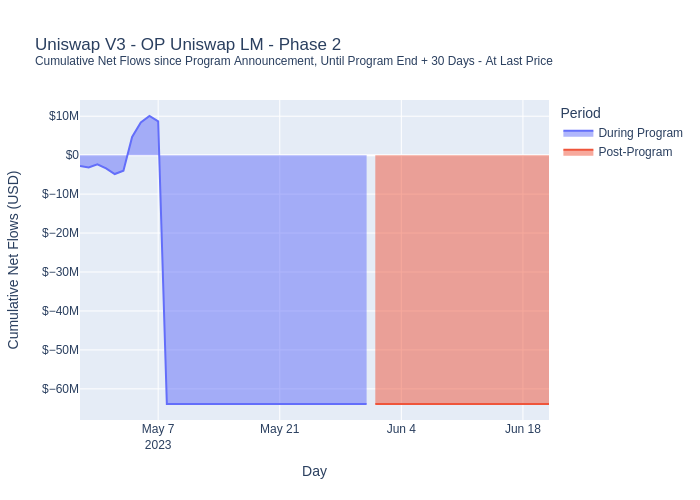 Uniswap V3 - OP Uniswap LM - Phase 2
Cumulative Net Flows since Program Announcement, Until Program End + 30 Days - At Last Price
Period
During Program
Post-Program
Cumulative Net Flows (USD)
$10M
$0
$−10M
$−20M
$−30M
$−40M
$−50M
$−60M
May 7
2023
May 21
Jun 4
Jun 18
Day